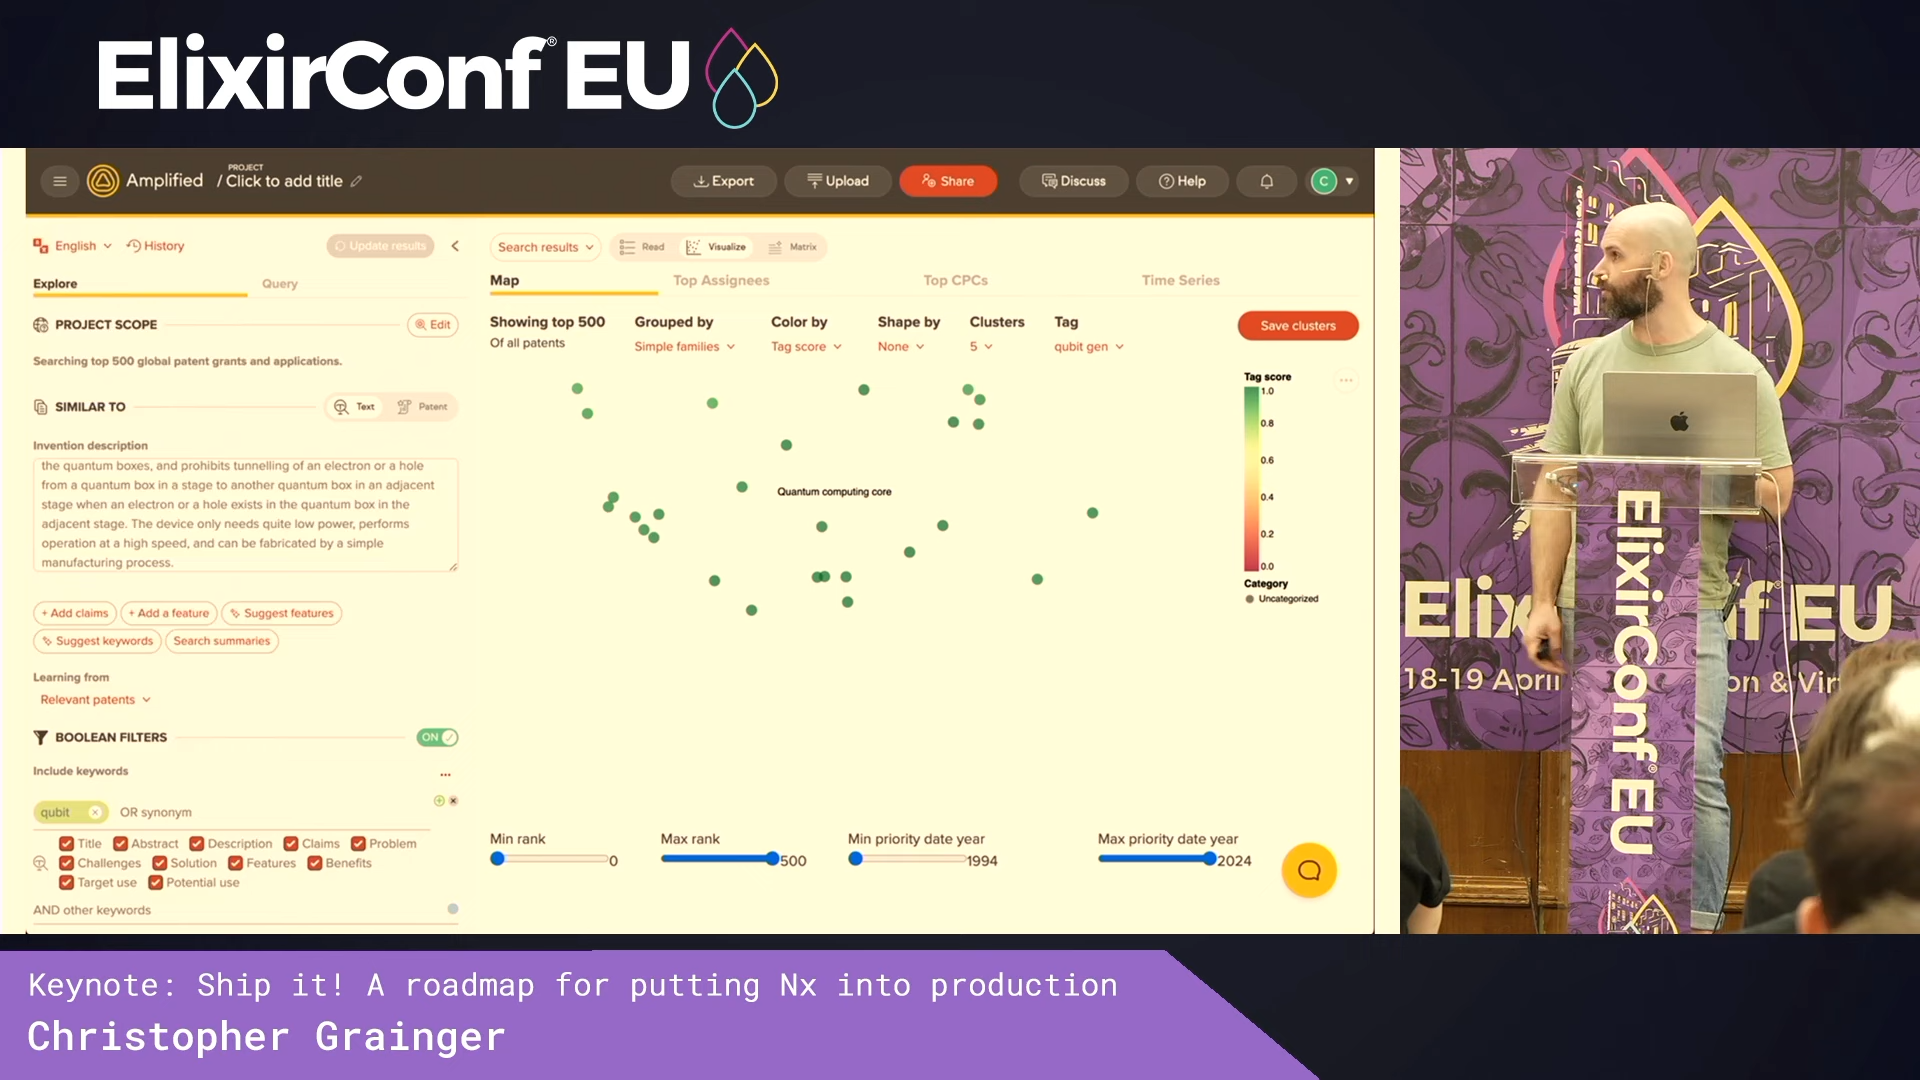 ElixirConf® EU
Amplified
PROJECT
/ Click to add title
Export
Upload
Share
Discuss
Help
C
English
History
Update results
Search results
Read
Visualize
Matrix
Explore
Query
Map
Top Assignees
Top CPCs
Time Series
PROJECT SCOPE
Edit
Searching top 500 global patent grants and applications.
Showing top 500
Of all patents
Grouped by
Simple families
Color by
Tag score
Shape by
None
Clusters
5
Tag
qubit gen
Save clusters
SIMILAR TO
Text
Patent
Invention description
the quantum boxes, and prohibits tunnelling of an electron or a hole
from a quantum box in a stage to another quantum box in an adjacent
stage when an electron or a hole exists in the quantum box in the
adjacent stage. The device only needs quite low power, performs
operation at a high speed, and can be fabricated by a simple
manufacturing process.
+ Add claims
+ Add a feature
Suggest features
Suggest keywords
Search summaries
Learning from
Relevant patents
BOOLEAN FILTERS
ON
Include keywords
qubit
OR synonym
Title
Abstract
Description
Claims
Problem
Challenges
Solution
Features
Benefits
Target use
Potential use
AND other keywords
Quantum computing core
Tag score
1.0
0.8
0.6
0.4
0.2
0.0
Category
Uncategorized
Min rank
0
Max rank
500
Min priority date year
1994
Max priority date year
2024
ElixirConf® EU
EU
18-19 April
Keynote: Ship it! A roadmap for putting Nx into production
Christopher Grainger